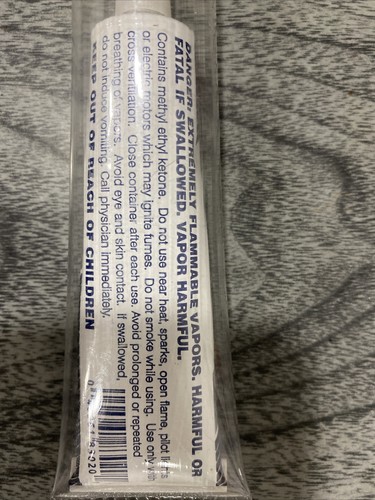 DANGER: EXTREMELY FLAMMABLE VAPORS. HARMFUL OR
FATAL IF SWALLOWED. VAPOR HARMFUL.
Contains methyl ethyl ketone. Do not use near heat, sparks, open flame, pilot lights
or electric motors which may ignite fumes. Do not smoke while using. Use only with
cross ventilation. Close container after each use. Avoid prolonged or repeated
breathing of vapors. Avoid eye and skin contact. If swallowed,
do not induce vomiting. Call physician immediately.
KEEP OUT OF REACH OF CHILDREN